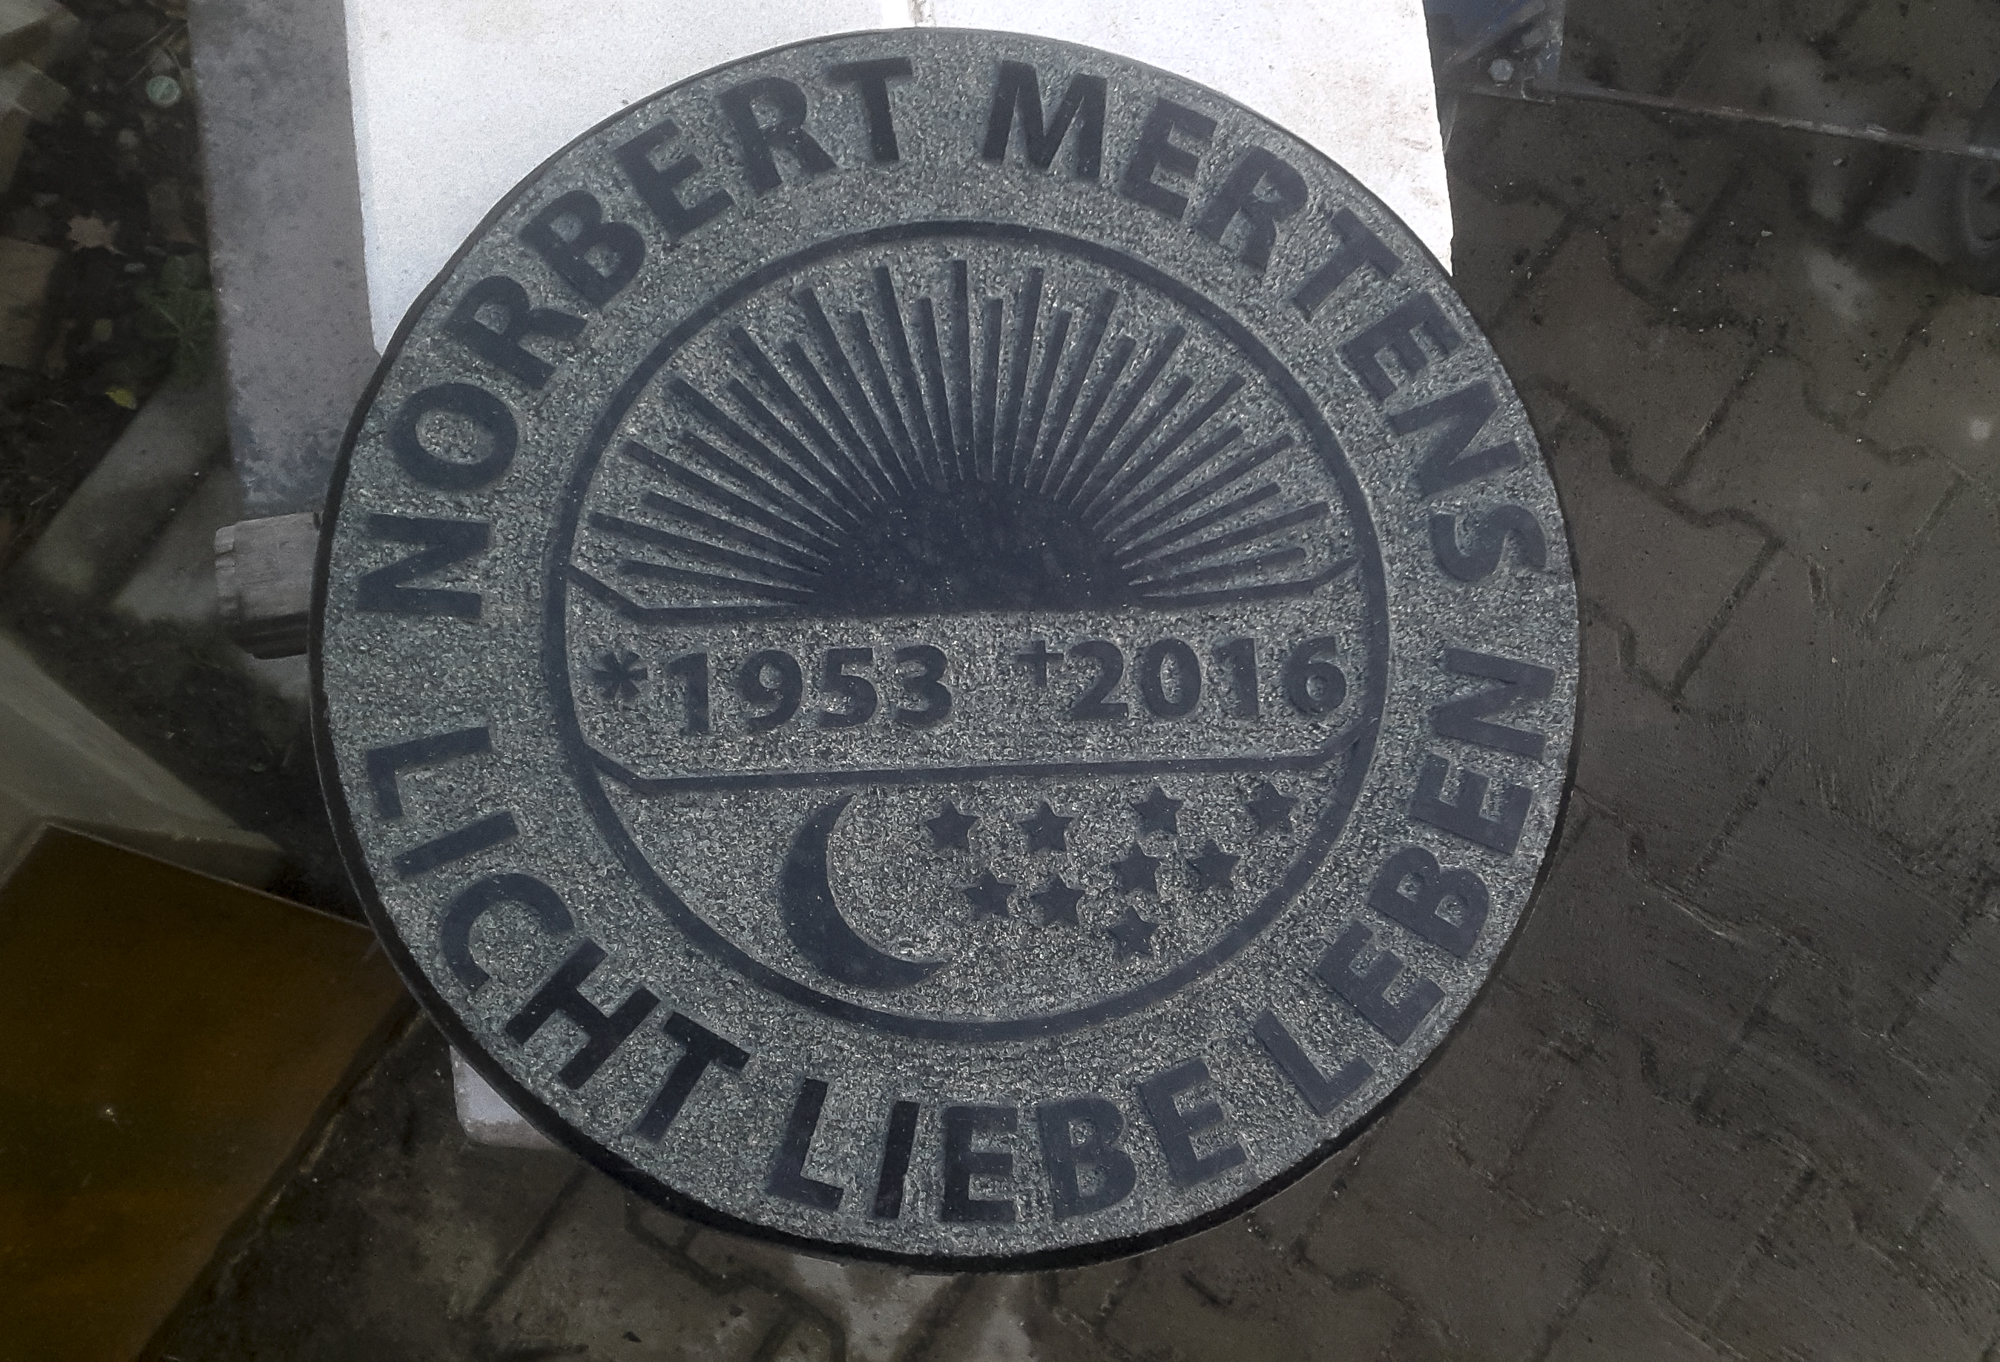 NORBERT MERTENS
*1953 †2016
LICHT LIEBE LEBEN